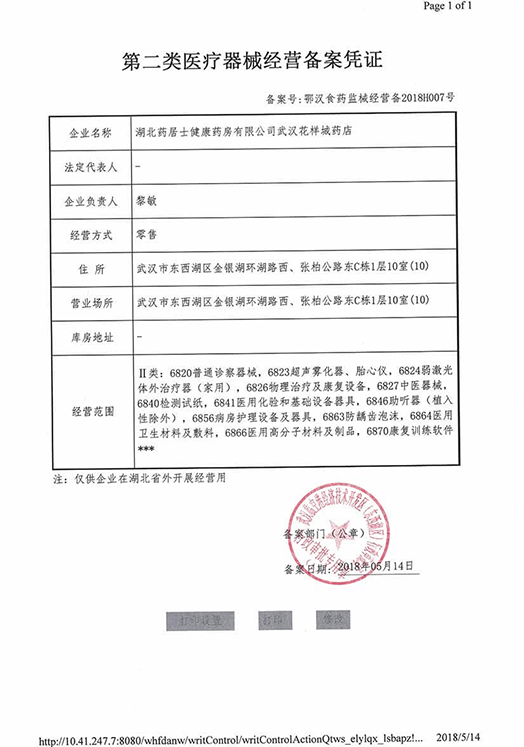 Page 1 of 1
第二类医疗器械经营备案凭证
备案号:鄂汉食药监械经营备2018H007号
企业名称 湖北药居士健康药房有限公司武汉花样城药店
法定代表人 -
企业负责人 黎敏
经营方式 零售
住 所 武汉市东西湖区金银湖环湖路西、张柏公路东C栋1层10室(10)
营业场所 武汉市东西湖区金银湖环湖路西、张柏公路东C栋1层10室(10)
库房地址 -
经营范围
II类:6820普通诊察器械,6823超声雾化器、胎心仪,6824弱激光
体外治疗器(家用),6826物理治疗及康复设备,6827中医器械,
6840检测试纸,6841医用化验和基础设备器具,6846助听器(植入
性除外),6856病房护理设备及器具,6863防龋齿泡沫,6864医用
卫生材料及敷料,6866医用高分子材料及制品,6870康复训练软件
***
注:仅供企业在湖北省外开展经营用
备案部门(公章)
备案日期:2018年05月14日
打印设置 打印 修改
http://10.41.247.7:8080/whfdanw/writControl/writControlActionQtws_elylqx_lsbapz!... 2018/5/14